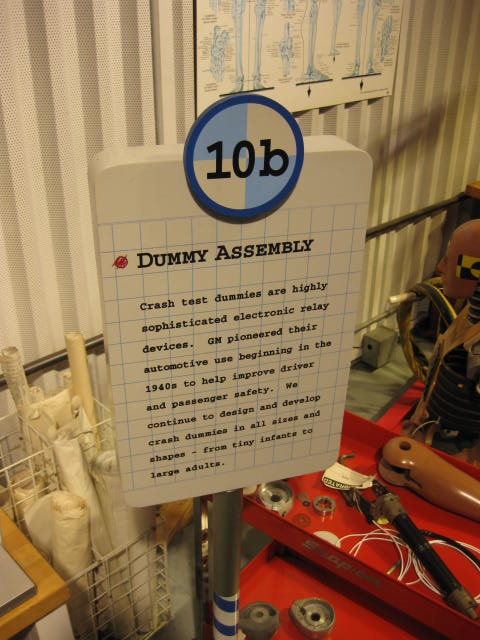 10b
DUMMY ASSEMBLY
Crash test dummies are highly
sophisticated electronic relay
devices. GM pioneered their
automotive use beginning in the
1940s to help improve driver
and passenger safety. We
continue to design and develop
crash dummies in all sizes and
shapes - from tiny infants to
large adults.
Snap-on